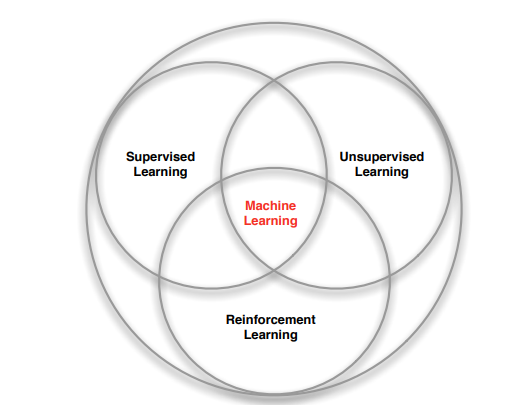 Supervised
Learning
Unsupervised
Learning
Machine
Learning
Reinforcement
Learning